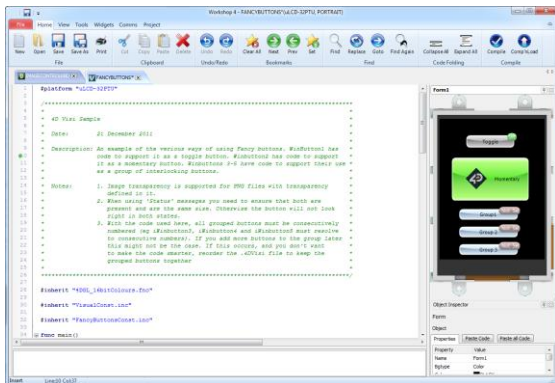 Workshop 4 - FANCYBUTTONS*(uLCD-32PTU, PORTRAIT)
File Home View Tools Widgets Comms Project
New Open Save Save As Print Cut Copy Paste Delete Undo Redo Clear All Next Prev Set Find Replace Goto Find Again Collapse All Expand All Compile Comp'nLoad
File Clipboard Undo/Redo Bookmarks Find Code Folding Compile
FANCYBUTTONS*
#platform "uLCD-32PTU"
4D Visi Sample
Date: 21 December 2011
Description: An example of the various ways of using Fancy buttons. WinButton1 has
code to support it as a toggle button. Winbutton2 has code to support
it as a momentary button. Winbuttons 3-5 have code to support their use
as a group of interlocking buttons.
Notes: 1. Image transparency is supported for PNG files with transparency
defined in it.
2. When using 'Status' messages you need to ensure that both are
present and are the same size. Otherwise the button will not look
right in both states.
3. With the code used here, all grouped buttons must be consecutively
numbered (eg iWinbutton3, iWinbutton4 and iWinbutton5 must resolve
to consecutive numbers). If you add more buttons to the group later
this might not be the case. If this occurs, and you don't want
to make the code smarter, reorder the .4DVisi file to keep the
grouped buttons together
#inherit "4DGL_16bitColours.fnc"
#inherit "VisualConst.inc"
#inherit "FancyButtonsConst.inc"
func main()
Form1
Toggle
4D
Momentary
Group1
Group 2
Group 3
Object Inspector
Form
Object
Properties Paste Code Paste all Code
Property Value
Name Form1
Bgtype Color
Insert Line:10 Col:37